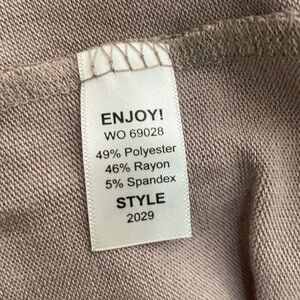 ENJOY!
WO 69028
49% Polyester
46% Rayon
5% Spandex
STYLE
2029